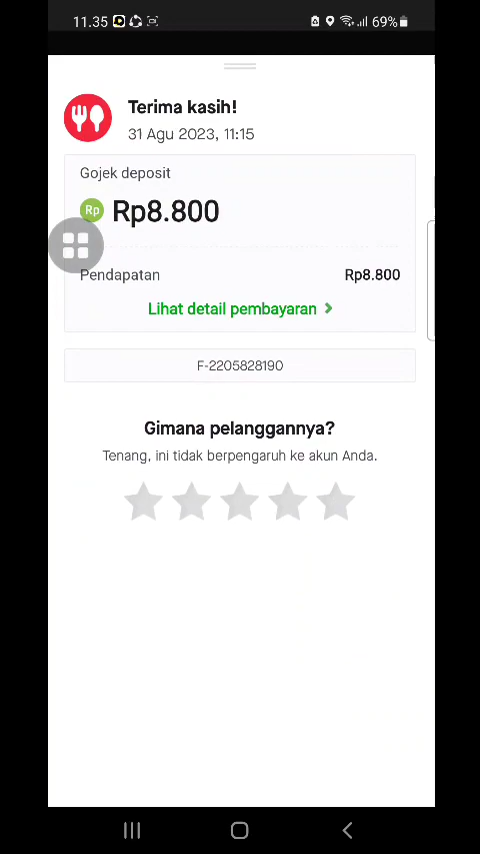 11.35 69%
Terima kasih!
31 Agu 2023, 11:15
Gojek deposit
Rp Rp8.800
Pendapatan Rp8.800
Lihat detail pembayaran
F-2205828190
Gimana pelanggannya?
Tenang, ini tidak berpengaruh ke akun Anda.